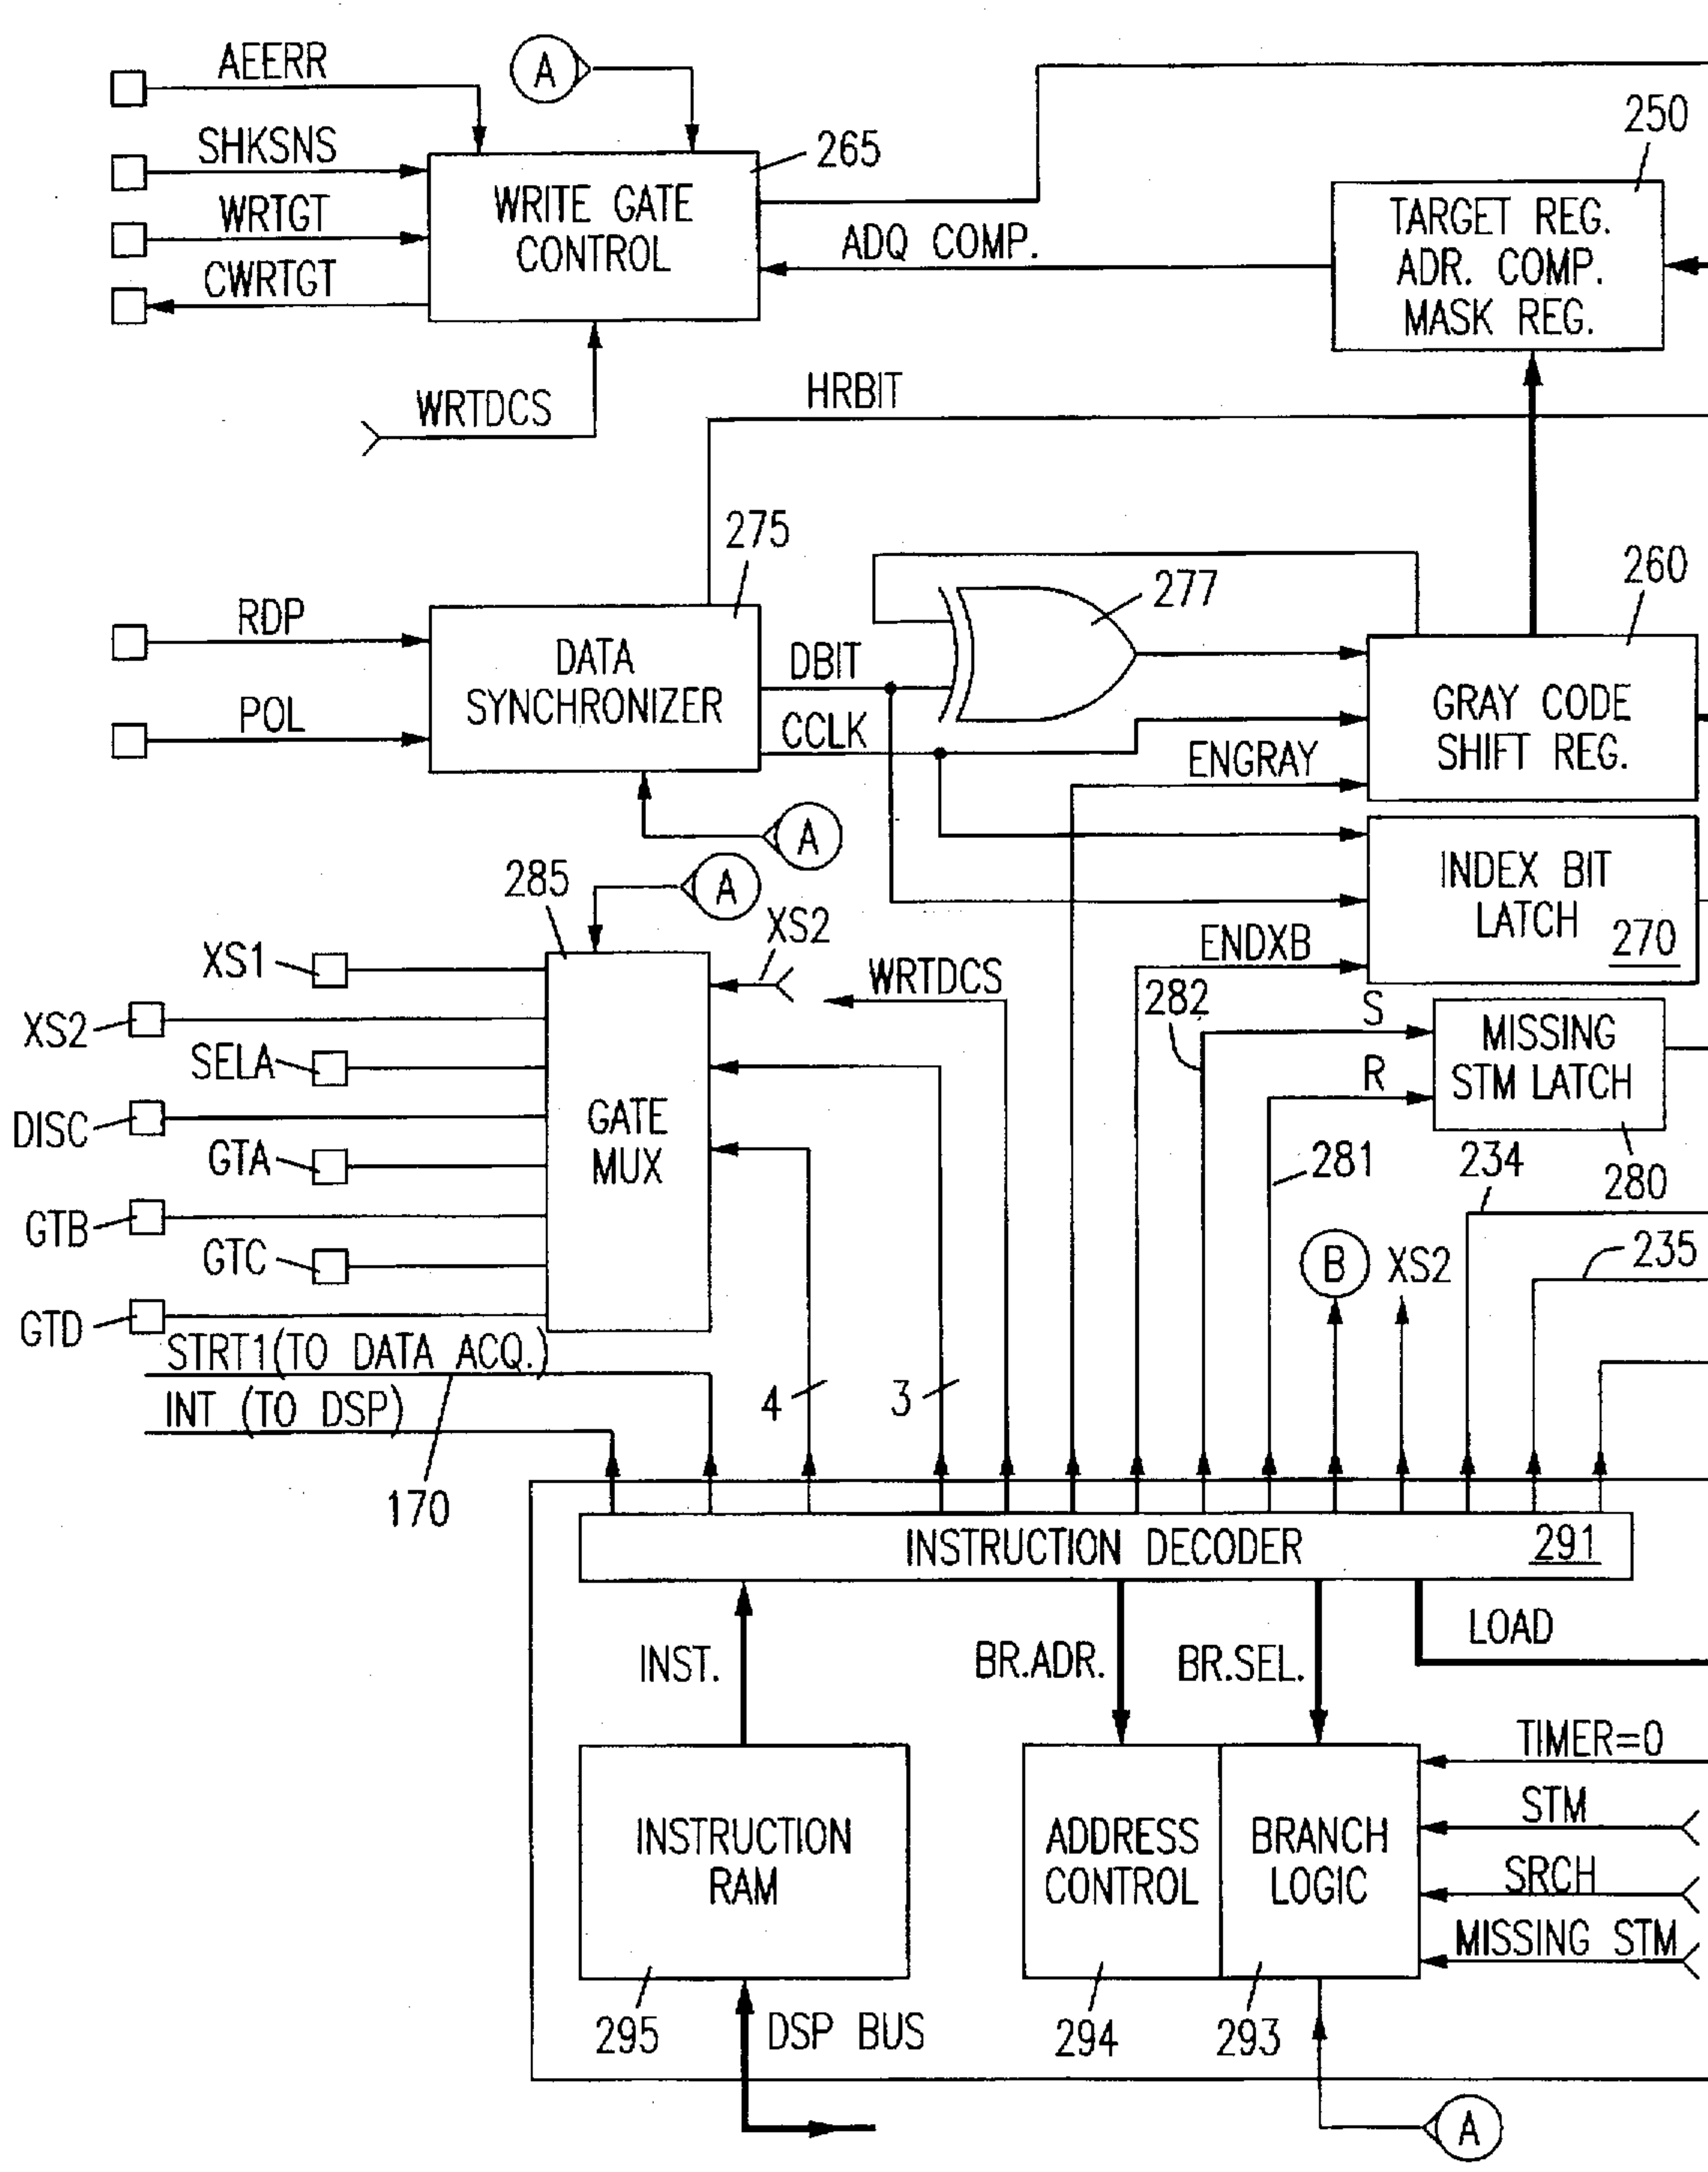 AEERR
A
SHKSNS
265
250
WRTGT
CWRTGT
WRITE GATE
CONTROL
ADQ COMP.
TARGET REG.
ADR. COMP.
MASK REG.
WRTDCS
HRBIT
275
277
260
RDP
POL
DATA
SYNCHRONIZER
DBIT
CCLK
GRAY CODE
SHIFT REG.
ENGRAY
A
285
A
XS2
INDEX BIT
LATCH
270
ENDXB
WRTDCS
XS1
XS2
SELA
DISC
GTA
GTB
GTC
GTD
GATE
MUX
282
S
R
MISSING
STM LATCH
281
234
280
B
XS2
235
STRT1(TO DATA ACQ.)
INT (TO DSP)
4
3
170
INSTRUCTION DECODER
291
INST.
BR.ADR.
BR.SEL.
LOAD
TIMER=0
STM
SRCH
MISSING STM
INSTRUCTION
RAM
ADDRESS
CONTROL
BRANCH
LOGIC
295
DSP BUS
294
293
A